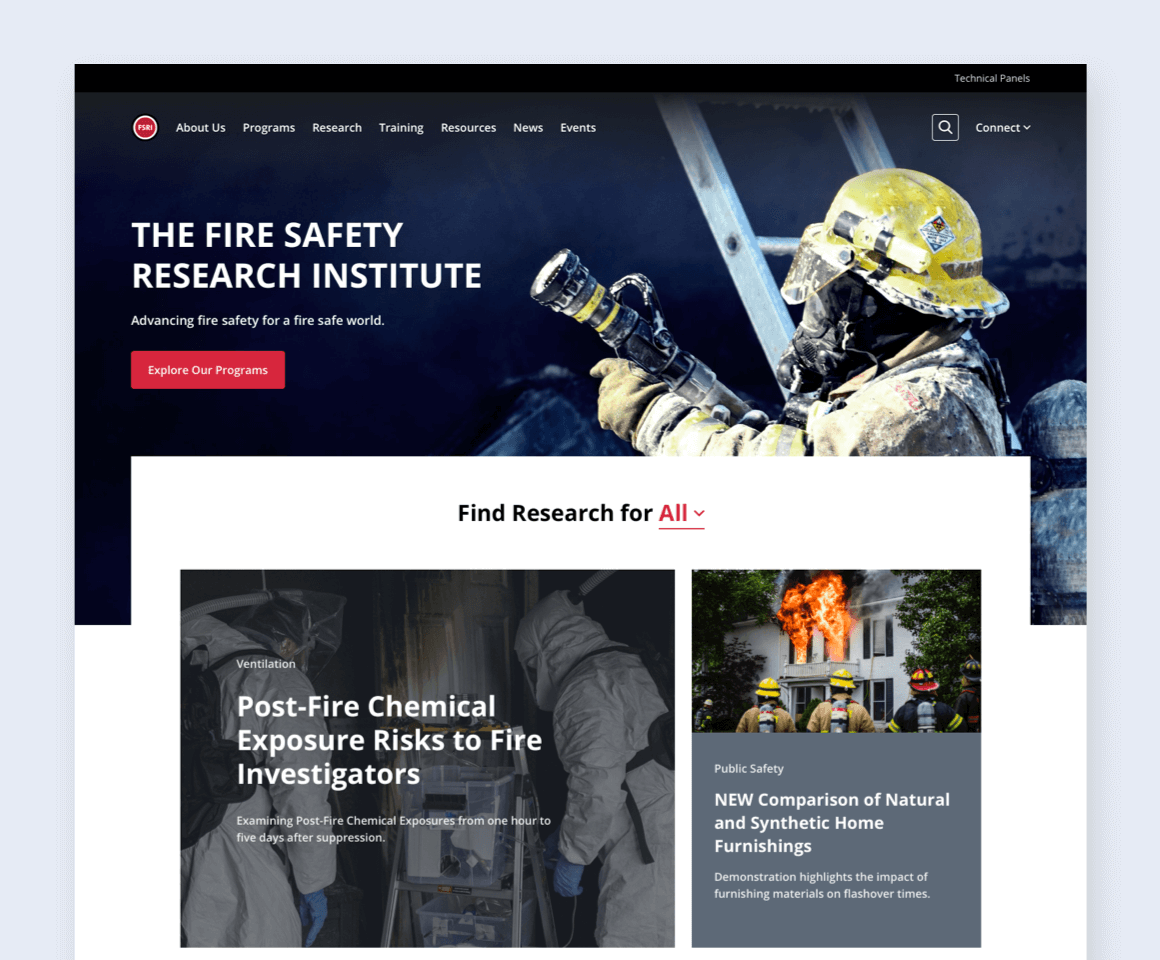 Technical Panels
FSRI
About Us
Programs
Research
Training
Resources
News
Events
Connect
THE FIRE SAFETY
RESEARCH INSTITUTE
Advancing fire safety for a fire safe world.
Explore Our Programs
Find Research for All
Ventilation
Post-Fire Chemical
Exposure Risks to Fire
Investigators
Examining Post-Fire Chemical Exposures from one hour to
five days after suppression.
Public Safety
NEW Comparison of Natural
and Synthetic Home
Furnishings
Demonstration highlights the impact of
furnishing materials on flashover times.